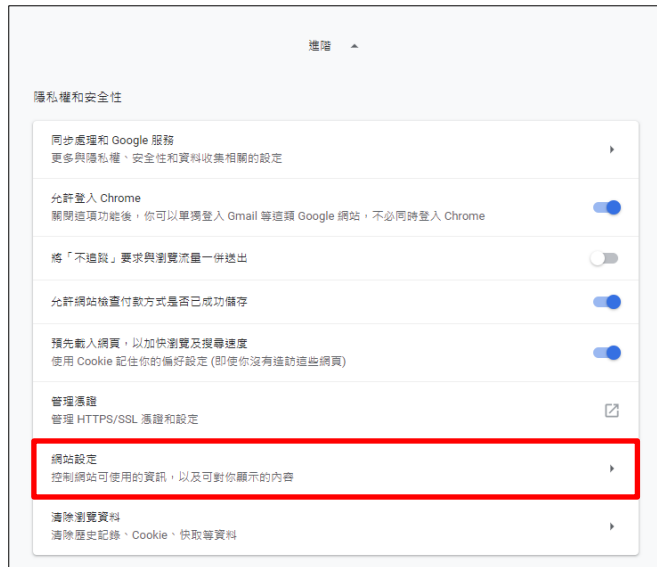 進階
隱私權和安全性
同步處理和 Google 服務
更多與隱私權、安全性和資料收集相關的設定
允許登入 Chrome
關閉這項功能後，你可以單獨登入 Gmail 等這類 Google 網站，不必同時登入 Chrome
將「不追蹤」要求與瀏覽流量一併送出
允許網站檢查付款方式是否已成功儲存
預先載入網頁，以加快瀏覽及搜尋速度
使用 Cookie 記住你的偏好設定 (即使你沒有造訪這些網頁)
管理憑證
管理 HTTPS/SSL 憑證和設定
網站設定
控制網站可使用的資訊，以及可對你顯示的內容
清除瀏覽資料
清除歷史記錄、Cookie、快取等資料